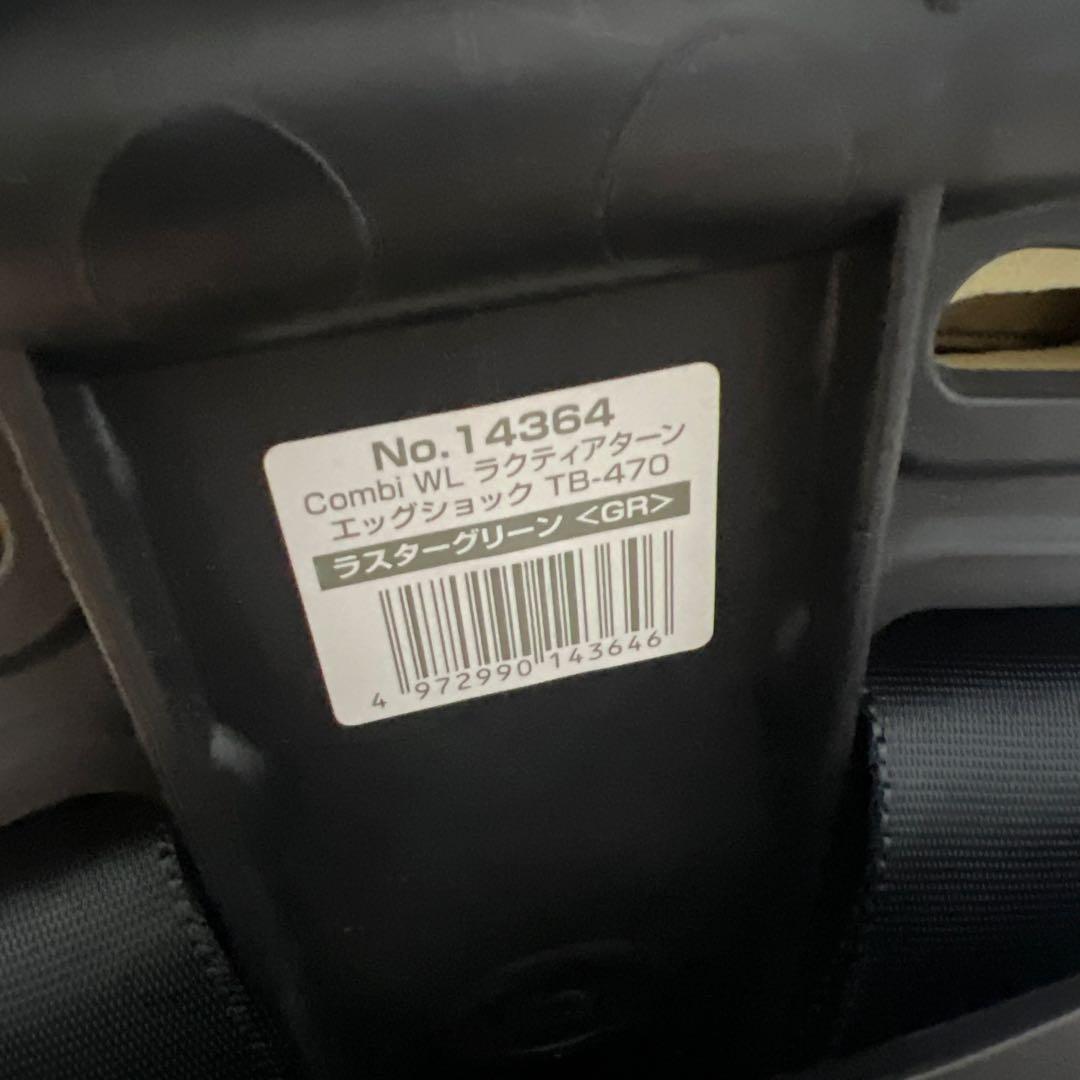 No.14364
Combi WL ラクティアターン
エッグショック TB-470
ラスターグリーン <GR>
4 972990 143646